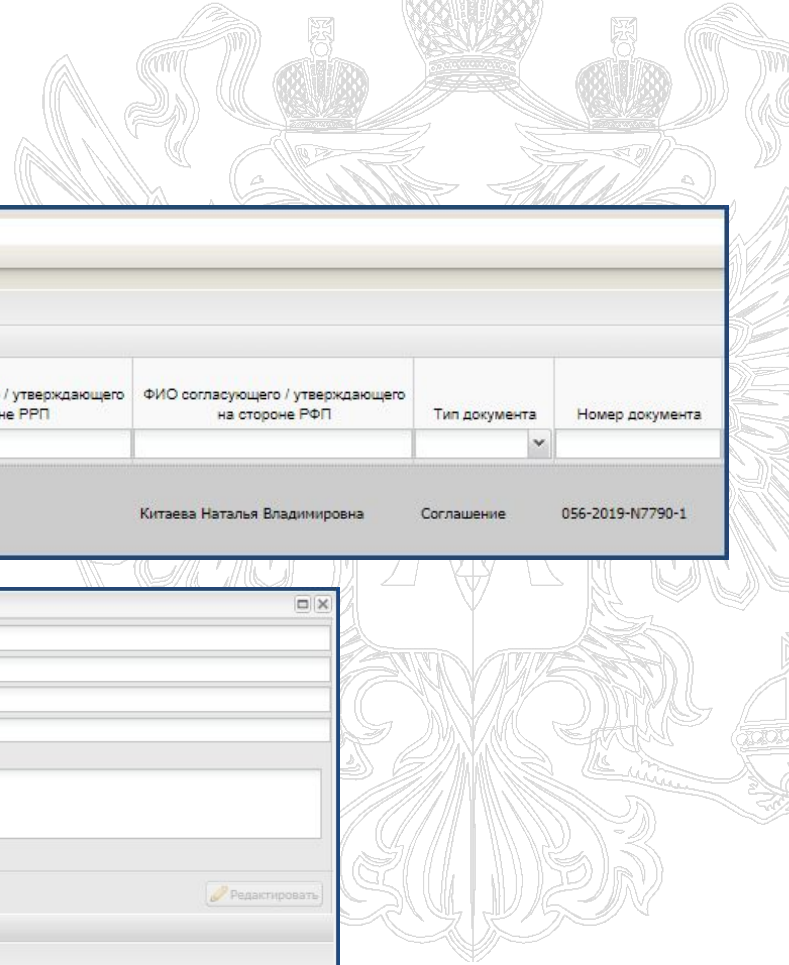 / утверждающего
не РРП
ФИО согласующего / утверждающего
на стороне РФП
Тип документа
Номер документа
Китаева Наталья Владимировна
Соглашение
056-2019-N7790-1
Редактировать